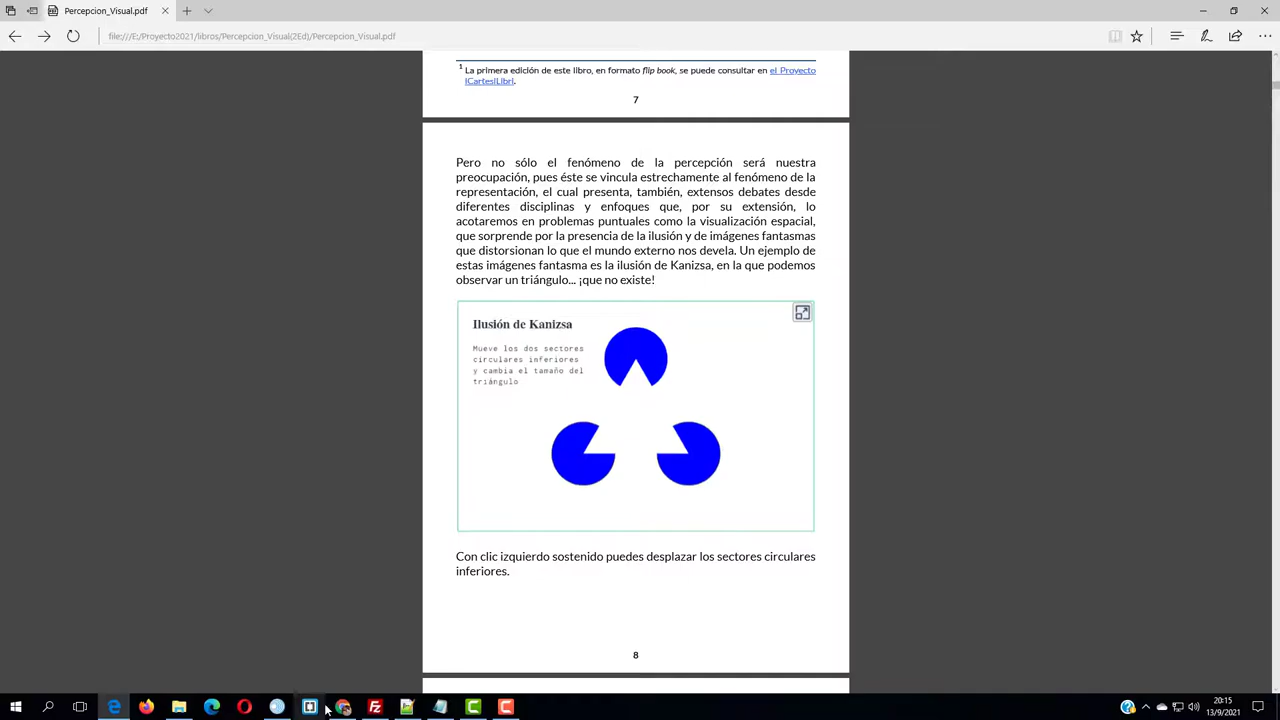 Percepcion_Visual.pdf
file:///E:/Proyecto2021/libros/Percepcion_Visual(2Ed)/Percepcion_Visual.pdf
1 La primera edición de este libro, en formato flip book, se puede consultar en el Proyecto
iCartesiLibri.
7
Pero no sólo el fenómeno de la percepción será nuestra
preocupación, pues éste se vincula estrechamente al fenómeno de la
representación, el cual presenta, también, extensos debates desde
diferentes disciplinas y enfoques que, por su extensión, lo
acotaremos en problemas puntuales como la visualización espacial,
que sorprende por la presencia de la ilusión y de imágenes fantasmas
que distorsionan lo que el mundo externo nos devela. Un ejemplo de
estas imágenes fantasma es la ilusión de Kanizsa, en la que podemos
observar un triángulo... ¡que no existe!
Ilusión de Kanizsa
Mueve los dos sectores
circulares inferiores
y cambia el tamaño del
triángulo
Con clic izquierdo sostenido puedes desplazar los sectores circulares
inferiores.
8
20:15
13/9/2021